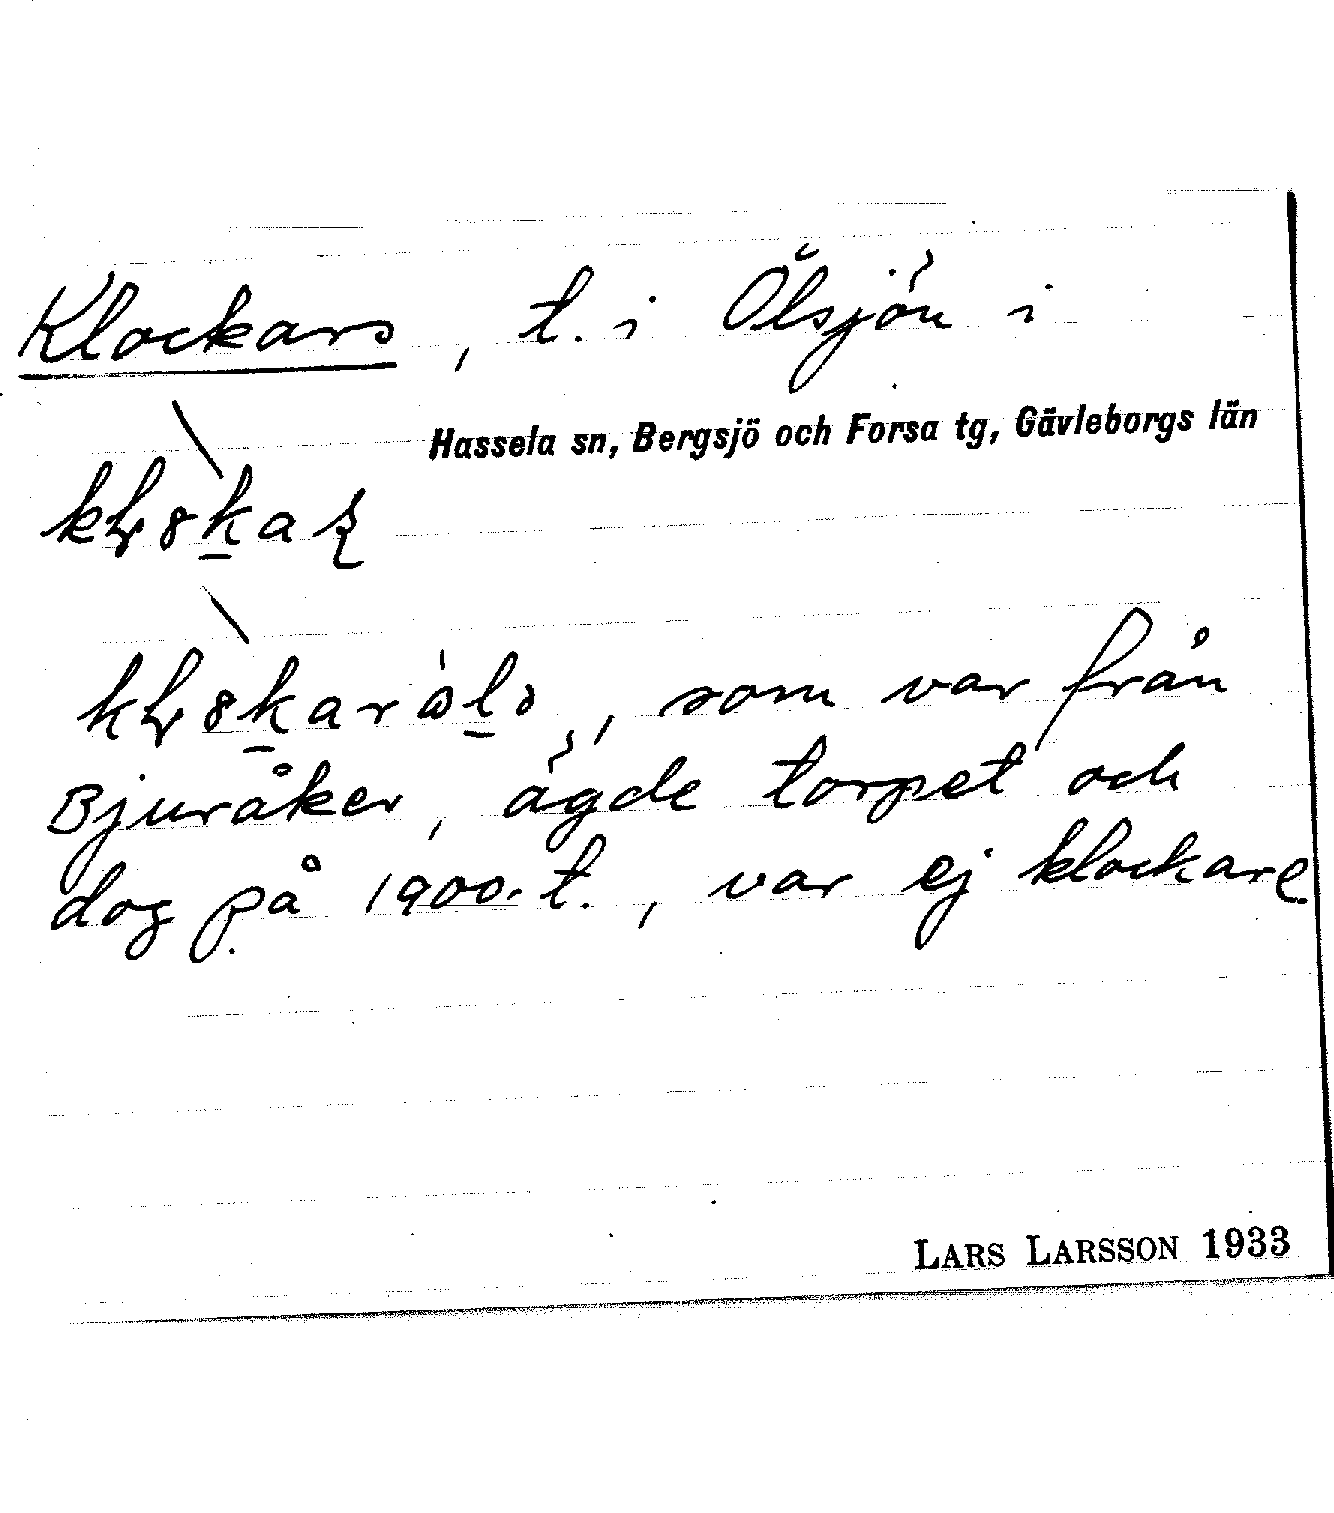 Klockars, t. i Ölsjön i
Hassela sn, Bergsjö och Forsa tg, Gävleborgs län
som var från
Bjuråker, ägde torpet och
dog på 1900-t., var ej klockare.
LARS LARSSON 1933